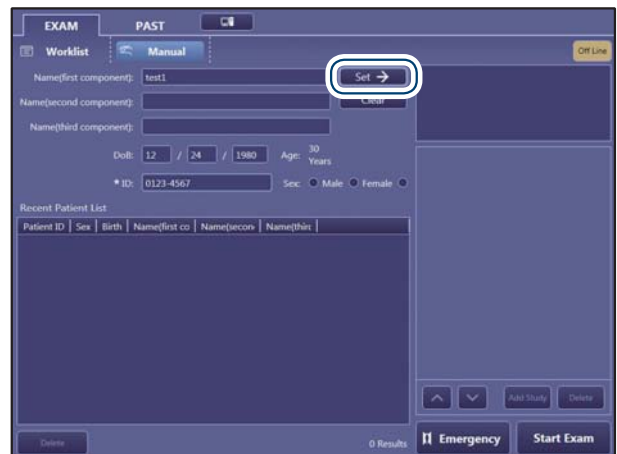 EXAM PAST
Worklist Manual Off Line
Name(first component): test1 Set →
Name(second component): Clear
Name(third component):
DoB: 12 / 24 / 1980 Age: 30 Years
* ID: 0123-4567 Sex: Male Female
Recent Patient List
Patient ID Sex Birth Name(first co Name(secon Name(thirc
Add Study Delete
Delete 0 Results Emergency Start Exam